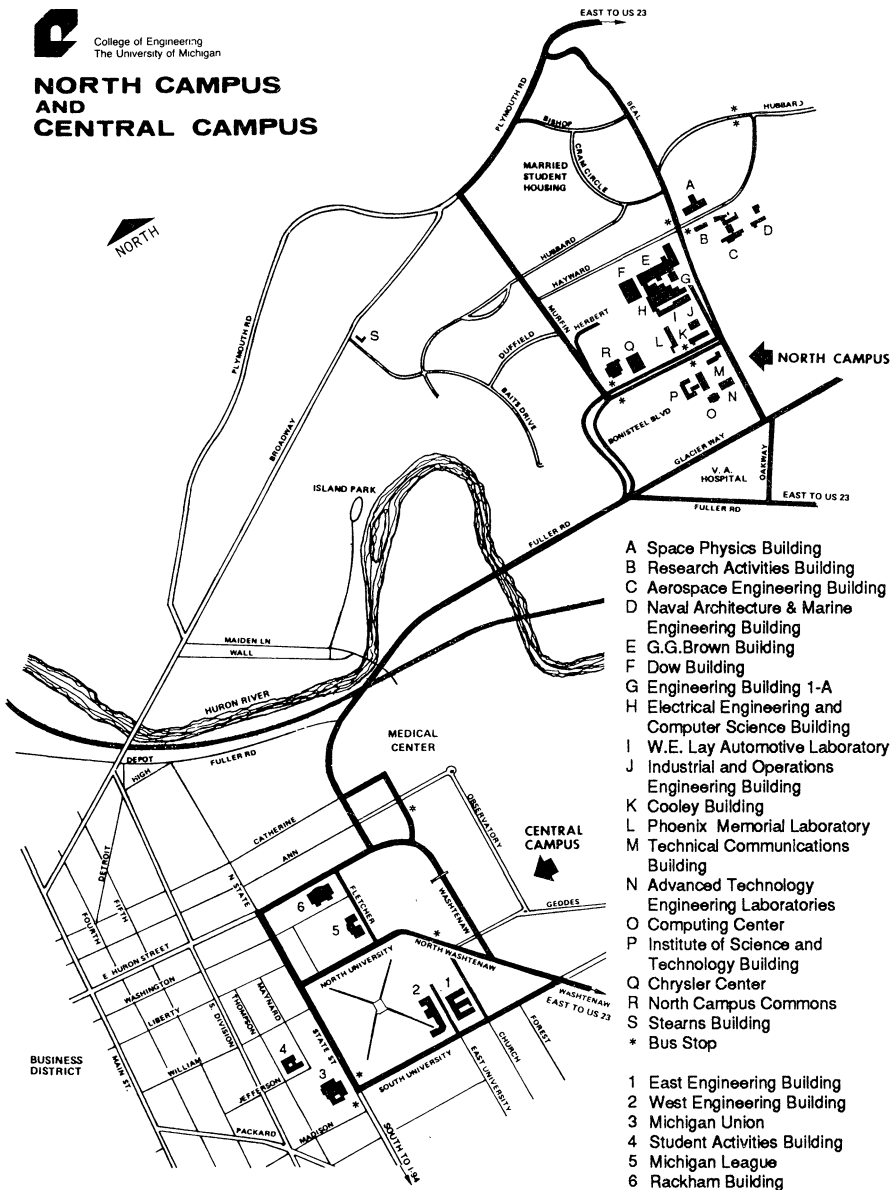 College of Engineering
The University of Michigan
NORTH CAMPUS
AND
CENTRAL CAMPUS
NORTH
EAST TO US 23
PLYMOUTH RD
BEAL
HUBBARD
BISHOP
CRAM CIRCLE
MARRIED
STUDENT
HOUSING
A
B
C
D
HUBBARD
HAYWARD
E
F
G
H
I
J
K
L
MURFIN
HERBERT
R
Q
PLYMOUTH RD
S
DUFFIELD
BAITS DRIVE
NORTH CAMPUS
M
N
O
P
BONISTEEL BLVD
GLACIER WAY
V. A.
HOSPITAL
OAKWAY
EAST TO US 23
FULLER RD
BROADWAY
ISLAND PARK
FULLER RD
MAIDEN LN
WALL
HURON RIVER
MEDICAL
CENTER
DEPOT
HIGH
FULLER RD
CATHERINE
ANN
OBSERVATORY
CENTRAL
CAMPUS
DETROIT
FIFTH
FOURTH
N STATE
6
FLETCHER
5
WASHTENAW
GEDDES
E. HURON STREET
NORTH UNIVERSITY
NORTH WASHTENAW
WASHINGTON
LIBERTY
S. DIVISION
THOMPSON
MAYNARD
2
1
WASHTENAW
EAST TO US 23
STATE ST
WILLIAM
4
3
JEFFERSON
BUSINESS
DISTRICT
MAIN ST.
SOUTH UNIVERSITY
EAST UNIVERSITY
CHURCH
FOREST
PACKARD
MADISON
SOUTH TO I-94
A Space Physics Building
B Research Activities Building
C Aerospace Engineering Building
D Naval Architecture & Marine
Engineering Building
E G.G.Brown Building
F Dow Building
G Engineering Building 1-A
H Electrical Engineering and
Computer Science Building
I W.E. Lay Automotive Laboratory
J Industrial and Operations
Engineering Building
K Cooley Building
L Phoenix Memorial Laboratory
M Technical Communications
Building
N Advanced Technology
Engineering Laboratories
O Computing Center
P Institute of Science and
Technology Building
Q Chrysler Center
R North Campus Commons
S Stearns Building
* Bus Stop
1 East Engineering Building
2 West Engineering Building
3 Michigan Union
4 Student Activities Building
5 Michigan League
6 Rackham Building